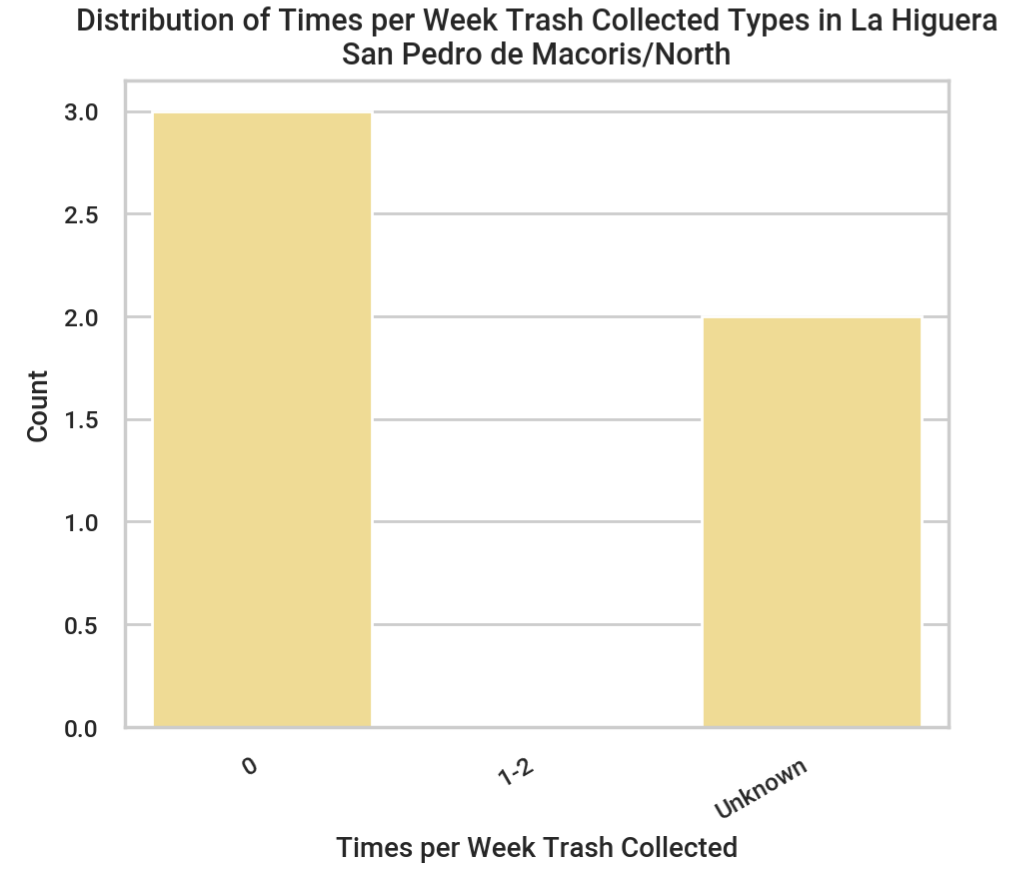 Distribution of Times per Week Trash Collected Types in La Higuera
San Pedro de Macoris/North
3.0
2.5
2.0
1.5
1.0
0.5
0.0
Count
0
1-2
Unknown
Times per Week Trash Collected